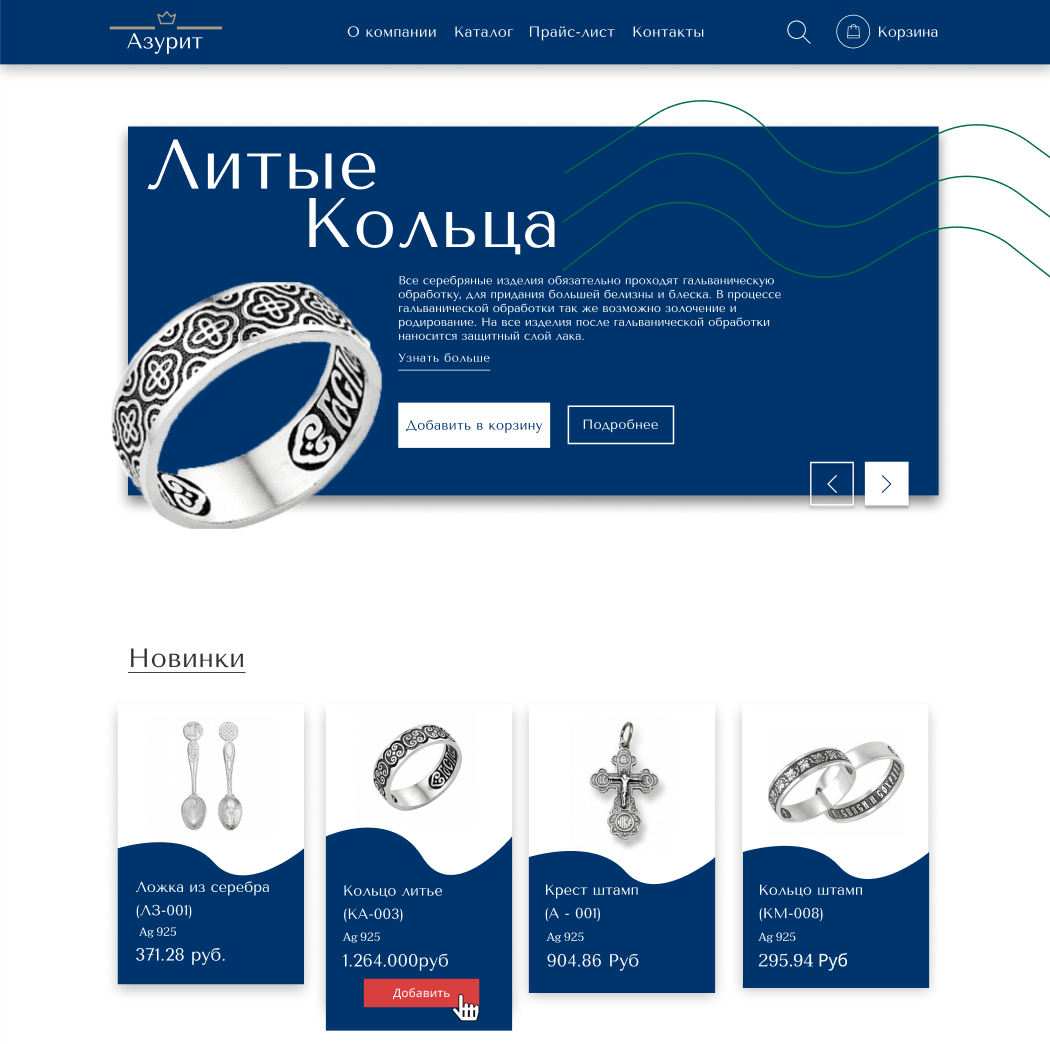 Азурит
О компании Каталог Прайс-лист Контакты Корзина
Литые
Кольца
Все серебряные изделия обязательно проходят гальваническую
обработку, для придания большей белизны и блеска. В процессе
гальванической обработки так же возможно золочение и
родирование. На все изделия после гальванической обработки
наносится защитный слой лака.
Узнать больше
Добавить в корзину Подробнее
Новинки
Ложка из серебра
(ЛЗ-001)
Ag 925
371.28 руб.
Кольцо литье
(КА-003)
Ag 925
1.264.000руб
Добавить
Крест штамп
(А - 001)
Ag 925
904.86 Руб
Кольцо штамп
(КМ-008)
Ag 925
295.94 Руб